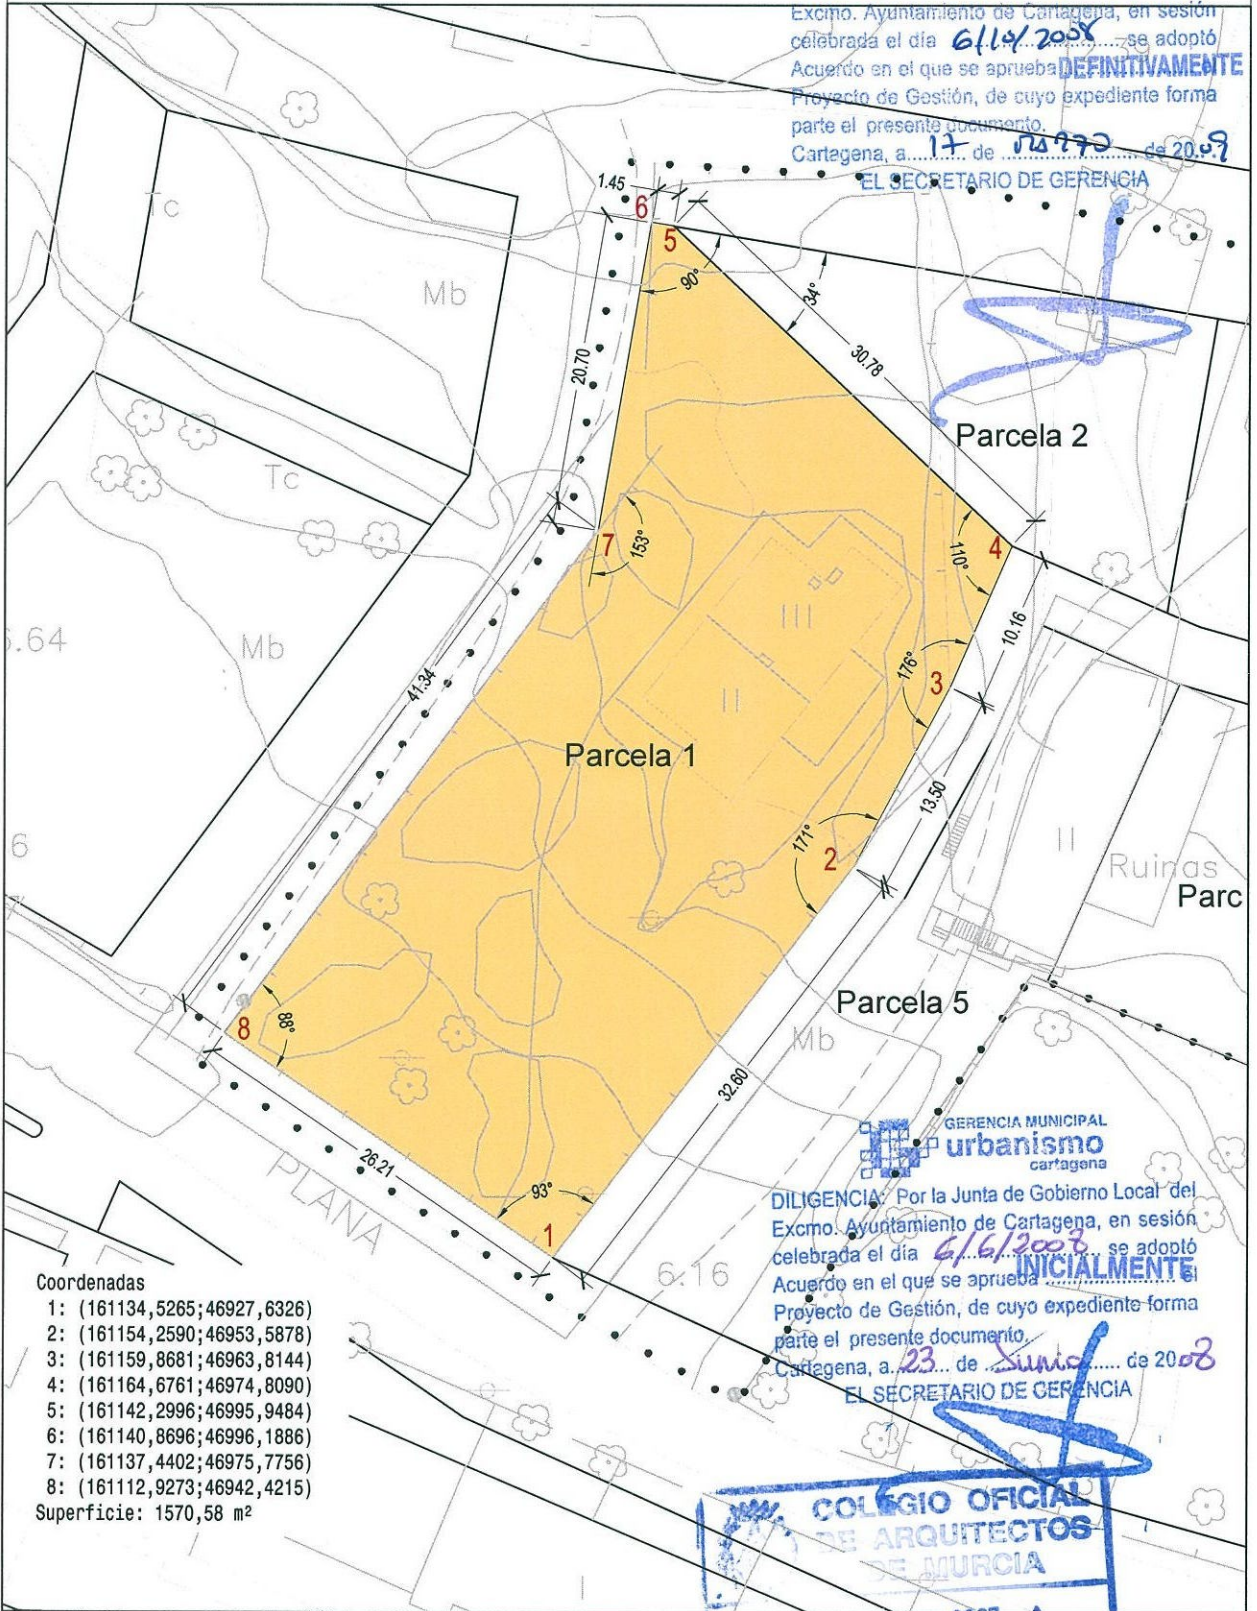 Excmo. Ayuntamiento de Cartagena, en sesión
celebrada el día 6/10/2008 se adoptó
Acuerdo en el que se aprueba DEFINITIVAMENTE
Proyecto de Gestión, de cuyo expediente forma
parte el presente documento.
Cartagena, a 17 de de 2009
EL SECRETARIO DE GERENCIA
1.45
6
5
90°
34°
Tc
Mb
20.70
30.78
Parcela 2
Tc
7
153°
4
110°
III
10.16
Mb
41.34
176°
3
II
Parcela 1
13.50
171°
2
II
Ruinas
Parc
6
Parcela 5
8
88°
Mb
32.60
26.21
PLANA
93°
1
6.16
GERENCIA MUNICIPAL
urbanismo
cartagena
DILIGENCIA: Por la Junta de Gobierno Local del
Excmo. Ayuntamiento de Cartagena, en sesión
celebrada el día 6/6/2008 se adoptó
Acuerdo en el que se aprueba INICIALMENTE el
Proyecto de Gestión, de cuyo expediente forma
parte el presente documento.
Cartagena, a 23 de Junio de 2008
EL SECRETARIO DE GERENCIA
Coordenadas
1: (161134,5265;46927,6326)
2: (161154,2590;46953,5878)
3: (161159,8681;46963,8144)
4: (161164,6761;46974,8090)
5: (161142,2996;46995,9484)
6: (161140,8696;46996,1886)
7: (161137,4402;46975,7756)
8: (161112,9273;46942,4215)
Superficie: 1570,58 m²
COLEGIO OFICIAL
DE ARQUITECTOS
DE MURCIA